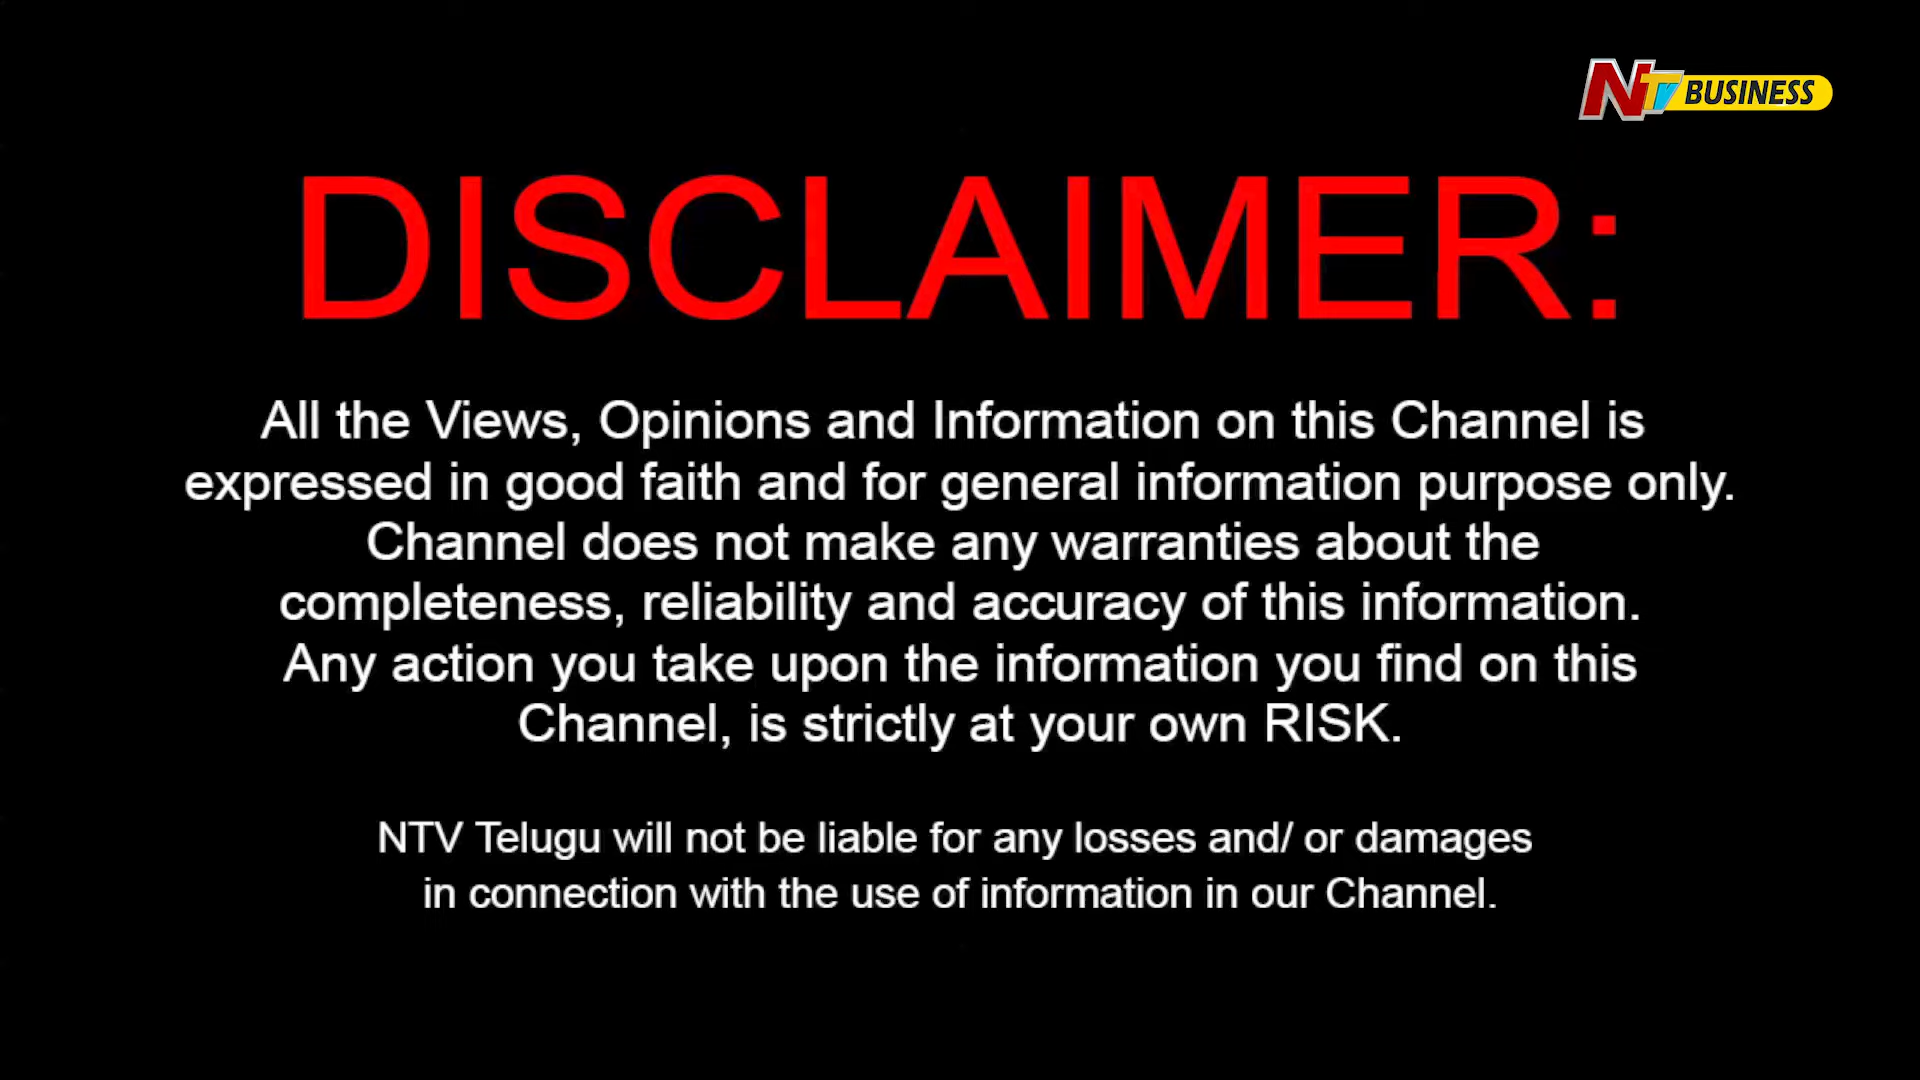 NTV BUSINESS
DISCLAIMER:
All the Views, Opinions and Information on this Channel is
expressed in good faith and for general information purpose only.
Channel does not make any warranties about the
completeness, reliability and accuracy of this information.
Any action you take upon the information you find on this
Channel, is strictly at your own RISK.
NTV Telugu will not be liable for any losses and/ or damages
in connection with the use of information in our Channel.